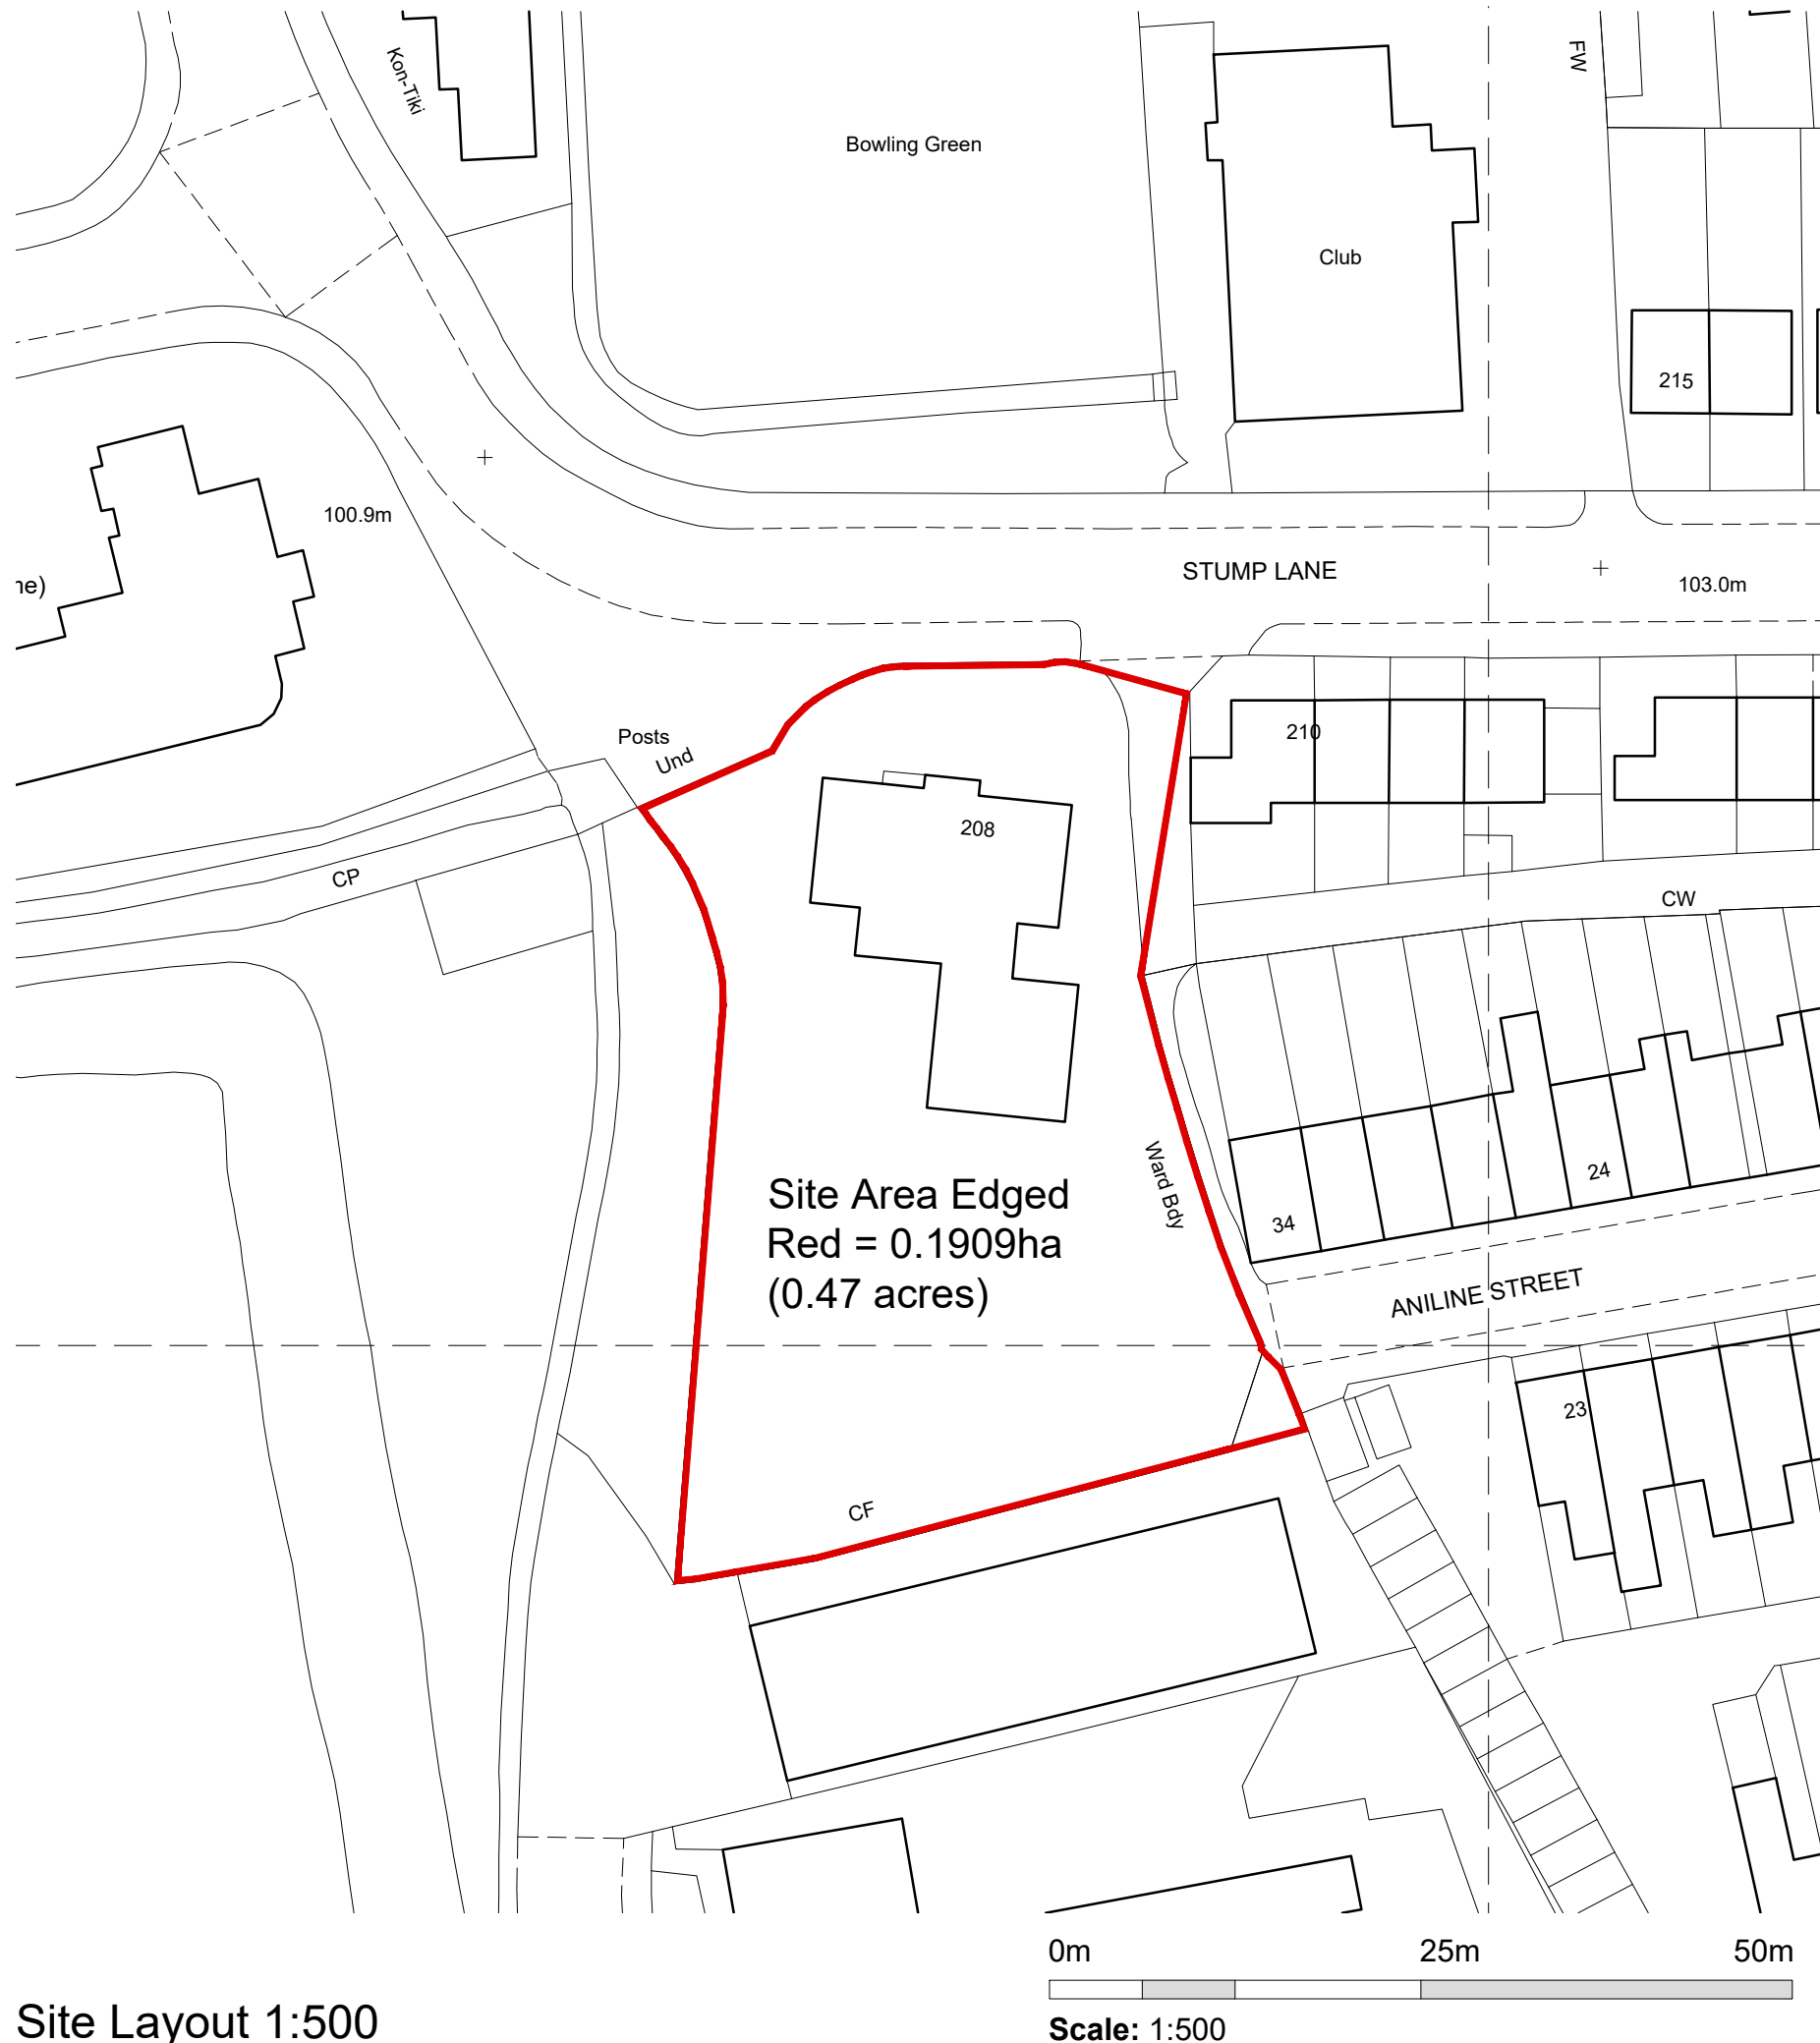 Kon-Tiki
FW
Bowling Green
Club
215
100.9m
STUMP LANE
103.0m
Posts
Und
210
208
CP
CW
Ward Bdy
Site Area Edged
Red = 0.1909ha
(0.47 acres)
24
34
ANILINE STREET
23
CF
0m 25m 50m
Site Layout 1:500
Scale: 1:500